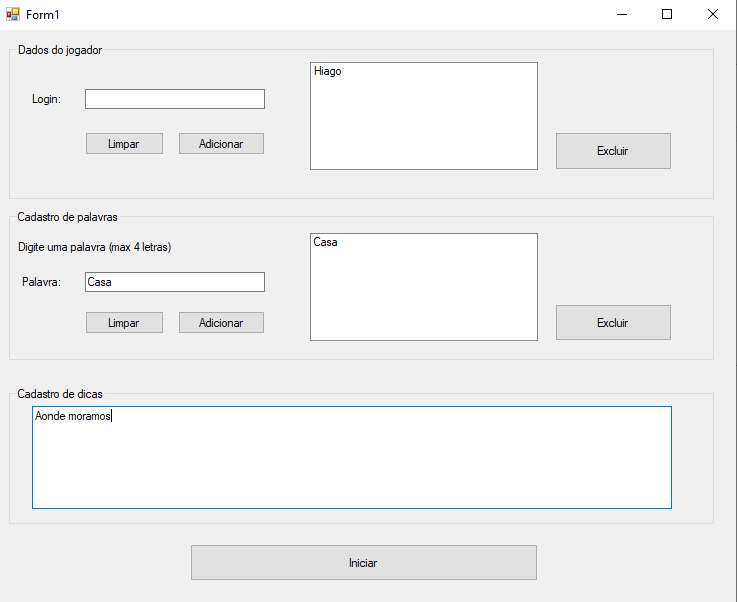 Form1
Dados do jogador
Login:
Limpar
Adicionar
Hiago
Excluir
Cadastro de palavras
Digite uma palavra (max 4 letras)
Palavra:
Casa
Limpar
Adicionar
Casa
Excluir
Cadastro de dicas
Aonde moramos
Iniciar